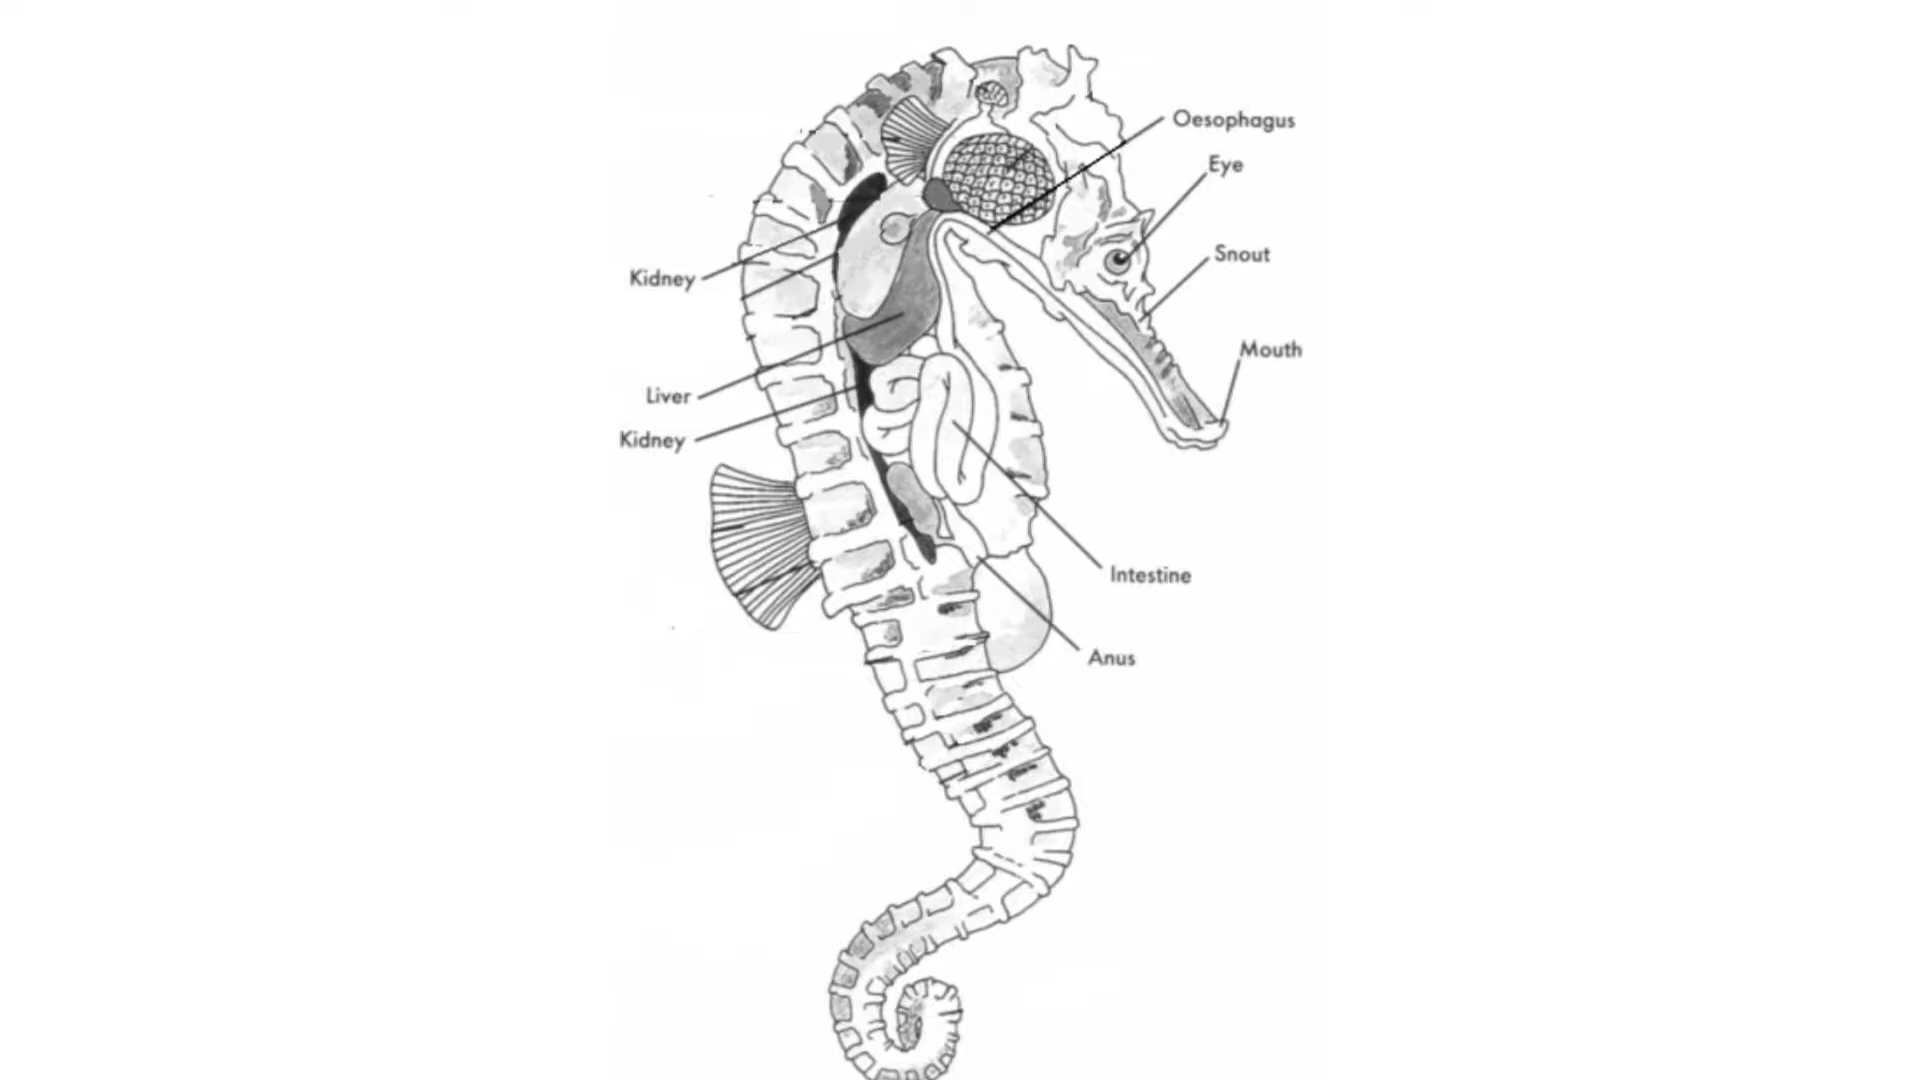 Oesophagus
Eye
Snout
Kidney
Mouth
Liver
Kidney
Intestine
Anus